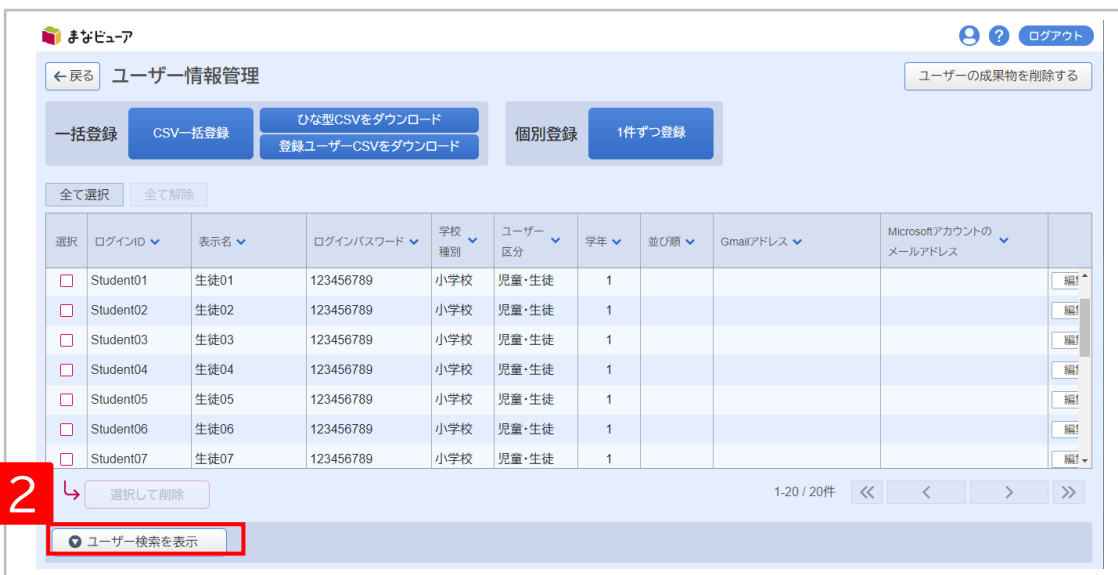 まなビューア
? ログアウト
←戻る ユーザー情報管理 ユーザーの成果物を削除する
一括登録 CSV一括登録 ひな型CSVをダウンロード 個別登録 1件ずつ登録
登録ユーザーCSVをダウンロード
全て選択 全て解除
選択 ログインID 表示名 ログインパスワード 学校種別 ユーザー区分 学年 並び順 Gmailアドレス Microsoftアカウントのメールアドレス
Student01 生徒01 123456789 小学校 児童・生徒 1 編集
Student02 生徒02 123456789 小学校 児童・生徒 1 編集
Student03 生徒03 123456789 小学校 児童・生徒 1 編集
Student04 生徒04 123456789 小学校 児童・生徒 1 編集
Student05 生徒05 123456789 小学校 児童・生徒 1 編集
Student06 生徒06 123456789 小学校 児童・生徒 1 編集
Student07 生徒07 123456789 小学校 児童・生徒 1 編集
2 選択して削除 1-20 / 20件
ユーザー検索を表示